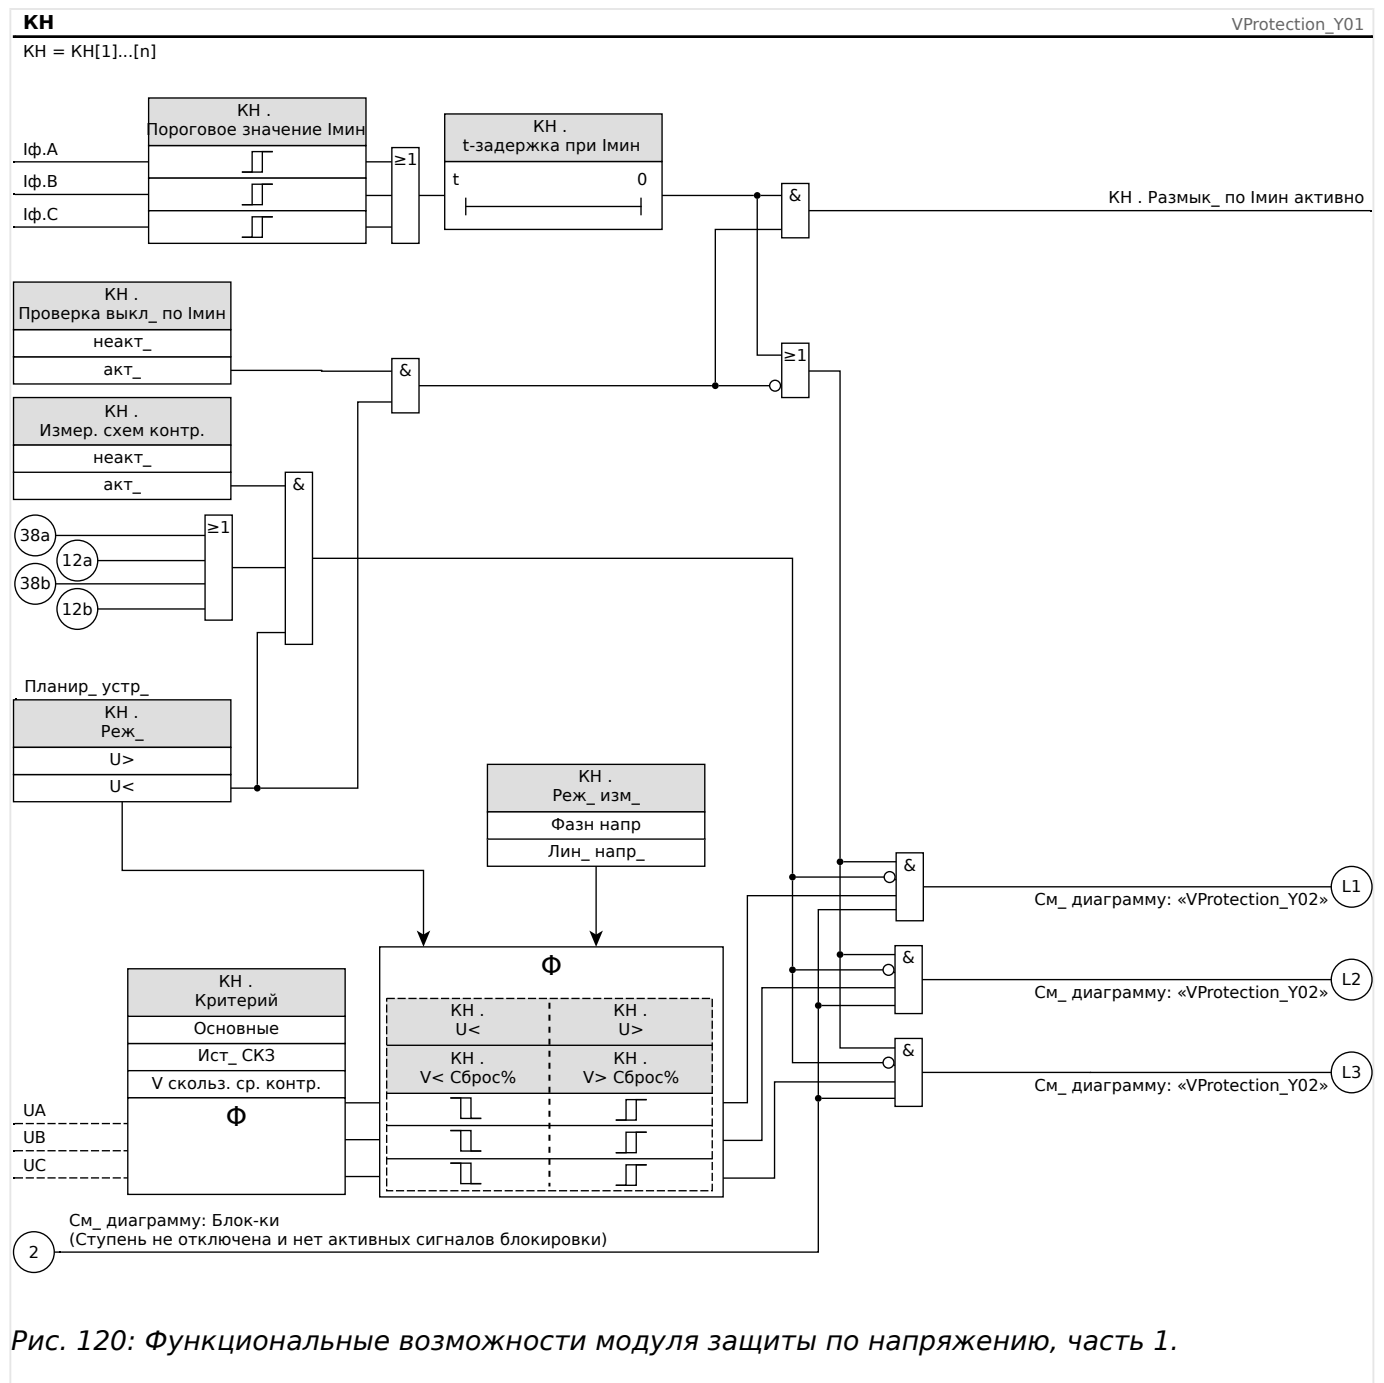 КН
VProtection_Y01
КН = КН[1]...[n]
КН .
Пороговое значение Iмин
Iф.A
Iф.B
Iф.C
≥1
КН .
t-задержка при Iмин
t
0
&
КН . Размык_ по Iмин активно
КН .
Проверка выкл_ по Iмин
неакт_
акт_
&
≥1
КН .
Измер. схем контр.
неакт_
акт_
&
38a
12a
38b
12b
≥1
Планир_ устр_
КН .
Реж_
U>
U<
КН .
Реж_ изм_
Фазн напр
Лин_ напр_
&
L1
См_ диаграмму: «VProtection_Y02»
&
L2
См_ диаграмму: «VProtection_Y02»
&
L3
См_ диаграмму: «VProtection_Y02»
Ф
КН .
U<
КН .
U>
КН .
V< Сброс%
КН .
V> Сброс%
КН .
Критерий
Основные
Ист_ СКЗ
V скольз. ср. контр.
Ф
UA
UB
UC
См_ диаграмму: Блок-ки
(Ступень не отключена и нет активных сигналов блокировки)
2
Рис. 120: Функциональные возможности модуля защиты по напряжению, часть 1.